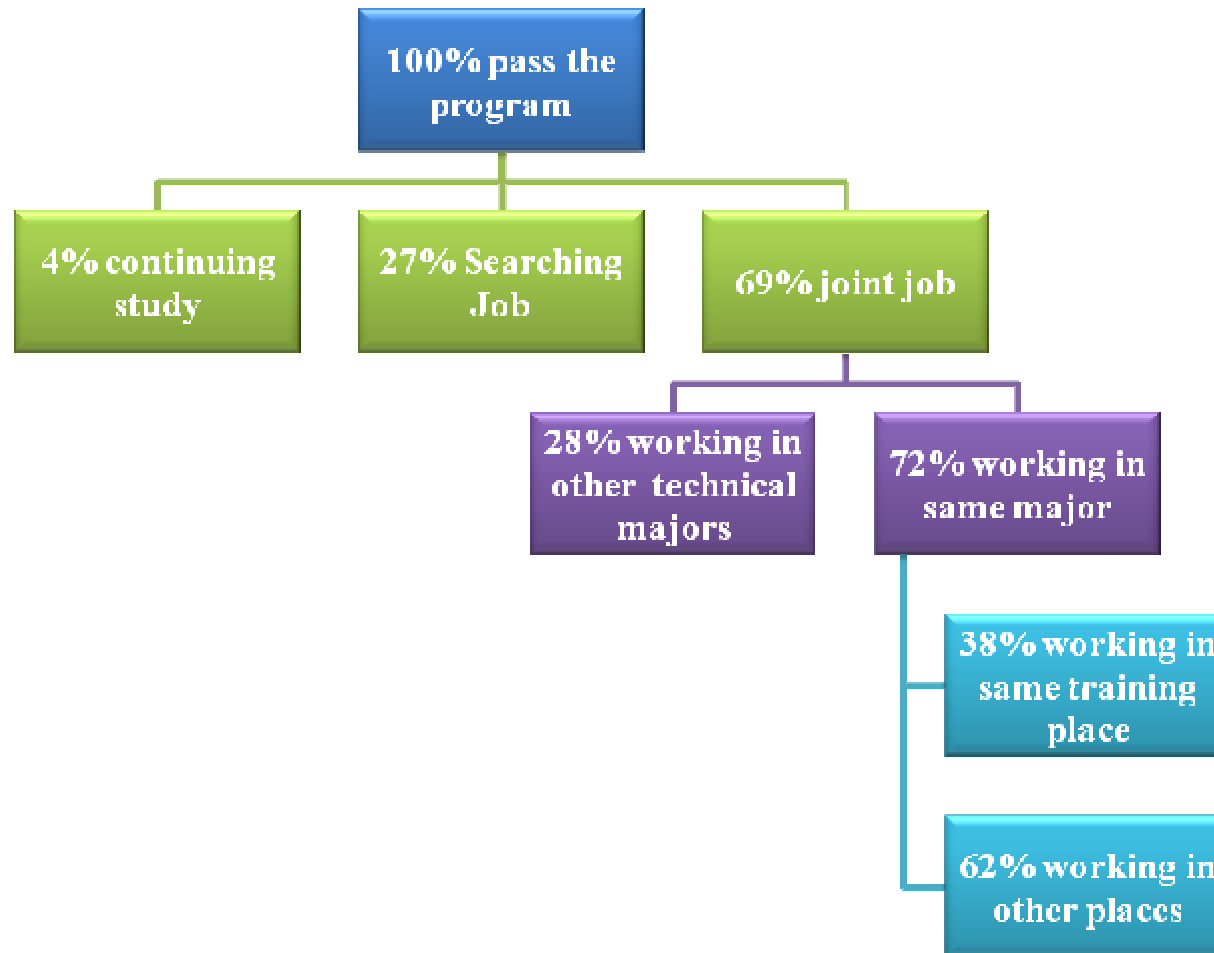 100% pass the
program
4% continuing
study
27% Searching
Job
69% joint job
28% working in
other technical
majors
72% working in
same major
38% working in
same training
place
62% working in
other places